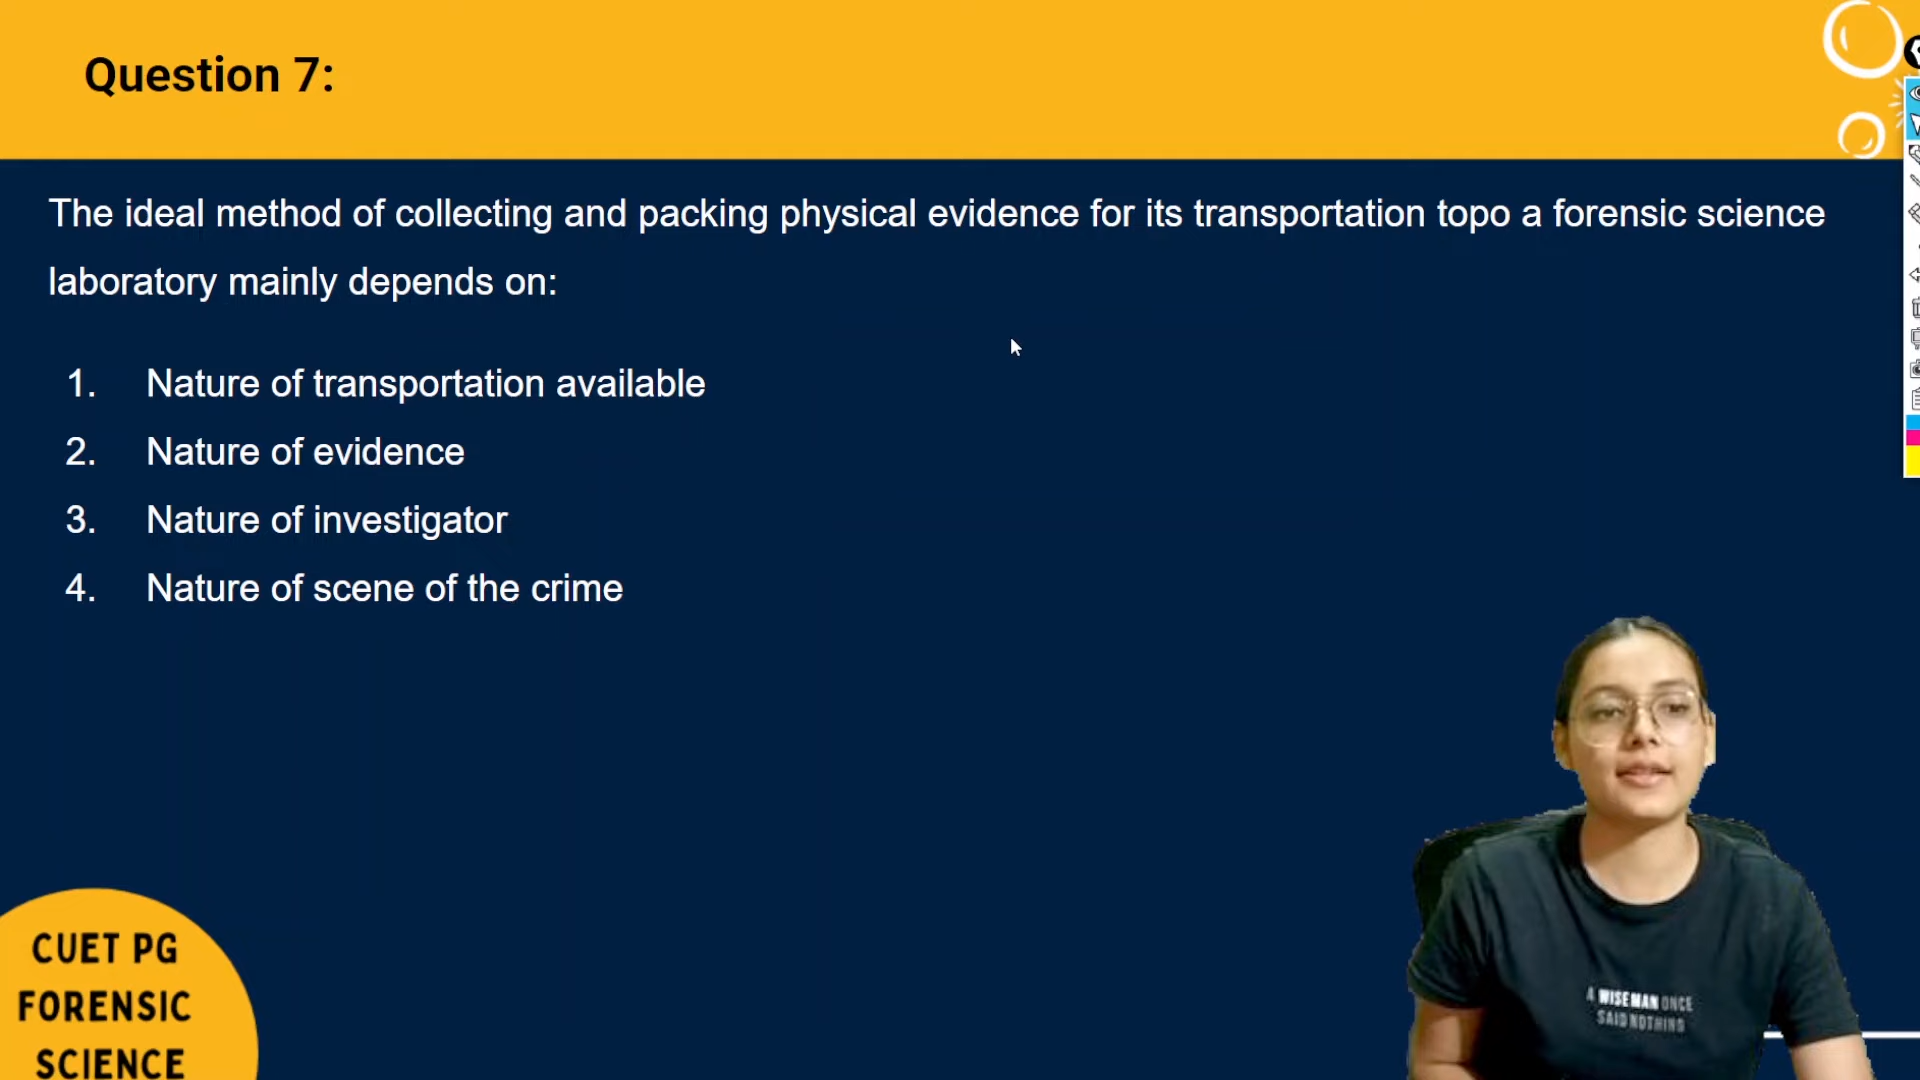 Question 7:
The ideal method of collecting and packing physical evidence for its transportation topo a forensic science
laboratory mainly depends on:
1. Nature of transportation available
2. Nature of evidence
3. Nature of investigator
4. Nature of scene of the crime
CUET PG
FORENSIC
SCIENCE
A WISE MAN ONCE
SAID NOTHING